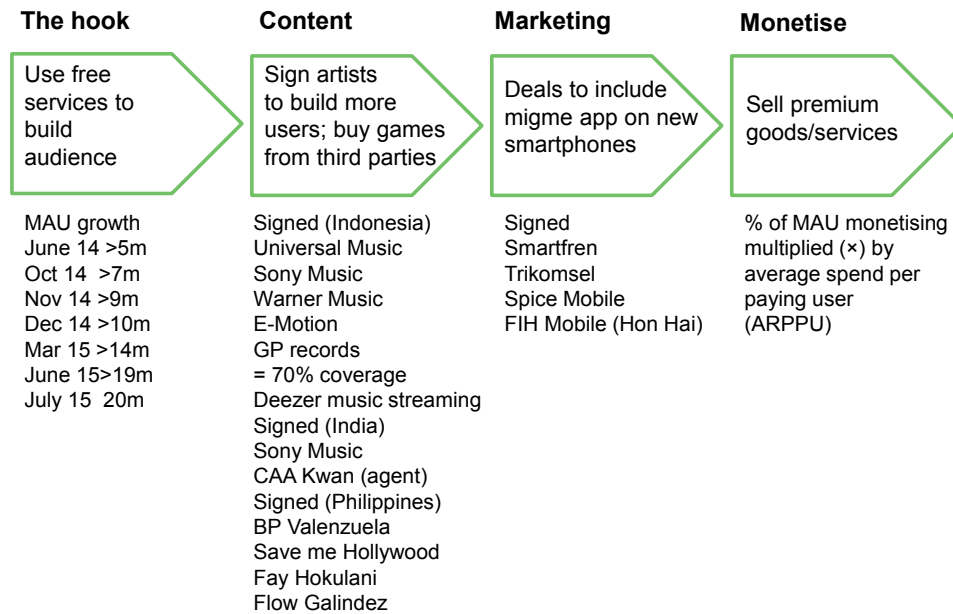 The hook
Use free
services to
build
audience
MAU growth
June 14 >5m
Oct 14 >7m
Nov 14 >9m
Dec 14 >10m
Mar 15 >14m
June 15>19m
July 15 20m
Content
Sign artists
to build more
users; buy games
from third parties
Signed (Indonesia)
Universal Music
Sony Music
Warner Music
E-Motion
GP records
= 70% coverage
Deezer music streaming
Signed (India)
Sony Music
CAA Kwan (agent)
Signed (Philippines)
BP Valenzuela
Save me Hollywood
Fay Hokulani
Flow Galindez
Marketing
Deals to include
migme app on new
smartphones
Signed
Smartfren
Trikomsel
Spice Mobile
FIH Mobile (Hon Hai)
Monetise
Sell premium
goods/services
% of MAU monetising
multiplied (×) by
average spend per
paying user
(ARPPU)